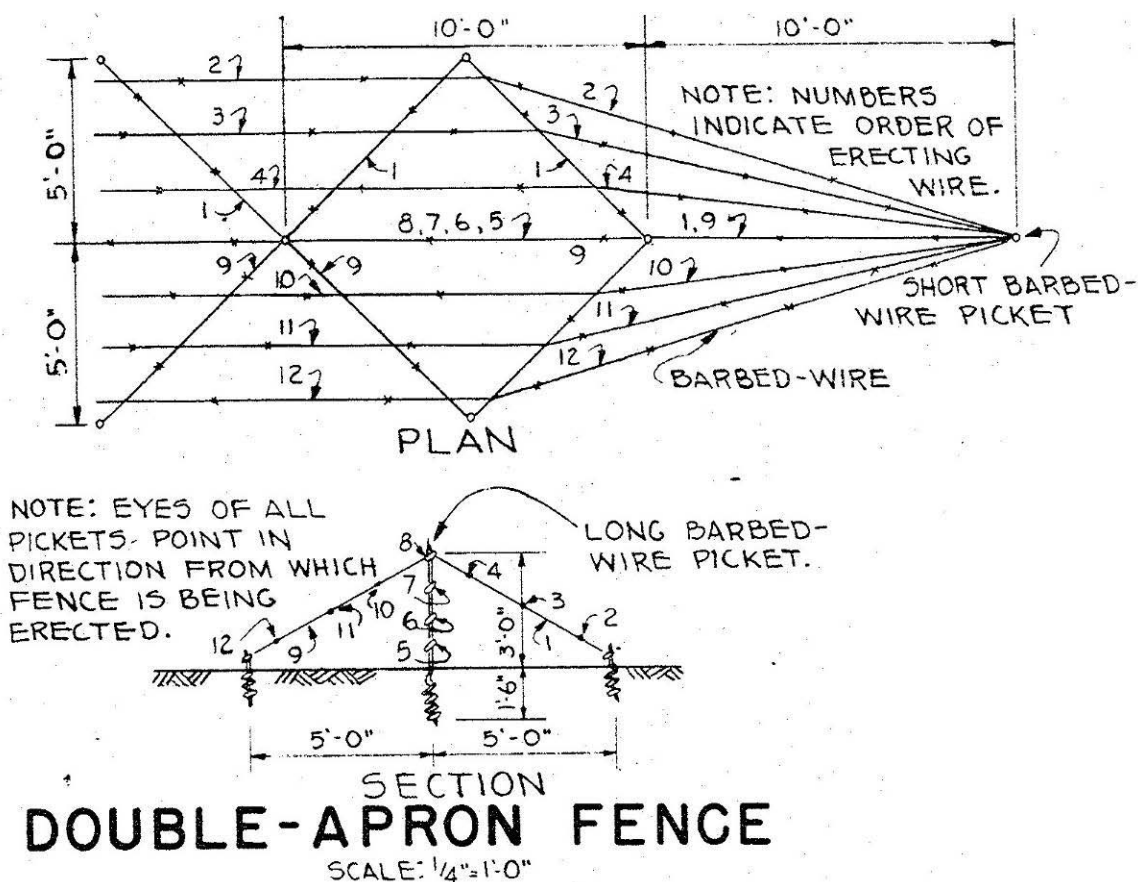 10'-0" 10'-0"
2
3
4
1
1
1
2
3
4
5'-0"
5'-0"
NOTE: NUMBERS
INDICATE ORDER OF
ERECTING
WIRE.
8,7,6,5
1,9
9
9
9
10
10
11
11
12
12
SHORT BARBED-
WIRE PICKET
BARBED-WIRE
PLAN
NOTE: EYES OF ALL
PICKETS POINT IN
DIRECTION FROM WHICH
FENCE IS BEING
ERECTED.
LONG BARBED-
WIRE PICKET.
8
7
6
5
4
3
2
1
12
11
10
9
3'-0"
1'-6"
5'-0" 5'-0"
SECTION
DOUBLE-APRON FENCE
SCALE: 1/4"=1'-0"